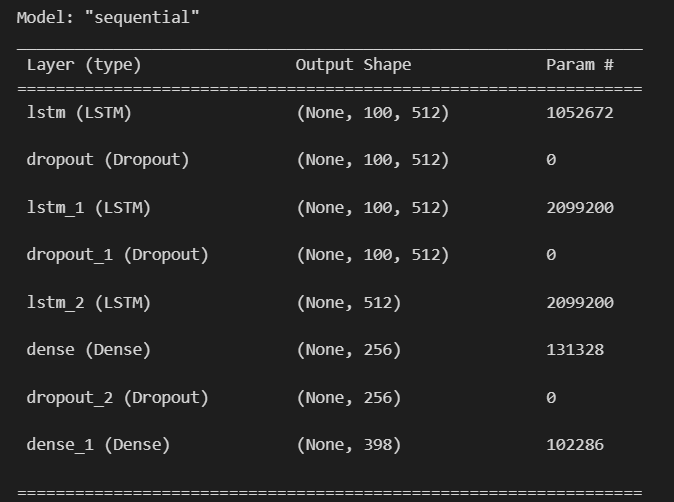 Model: "sequential"
_________________________________________________________________
Layer (type)                Output Shape              Param #
=================================================================
lstm (LSTM)                 (None, 100, 512)          1052672
dropout (Dropout)           (None, 100, 512)          0
lstm_1 (LSTM)               (None, 100, 512)          2099200
dropout_1 (Dropout)         (None, 100, 512)          0
lstm_2 (LSTM)               (None, 512)               2099200
dense (Dense)               (None, 256)               131328
dropout_2 (Dropout)         (None, 256)               0
dense_1 (Dense)             (None, 398)               102286
=================================================================